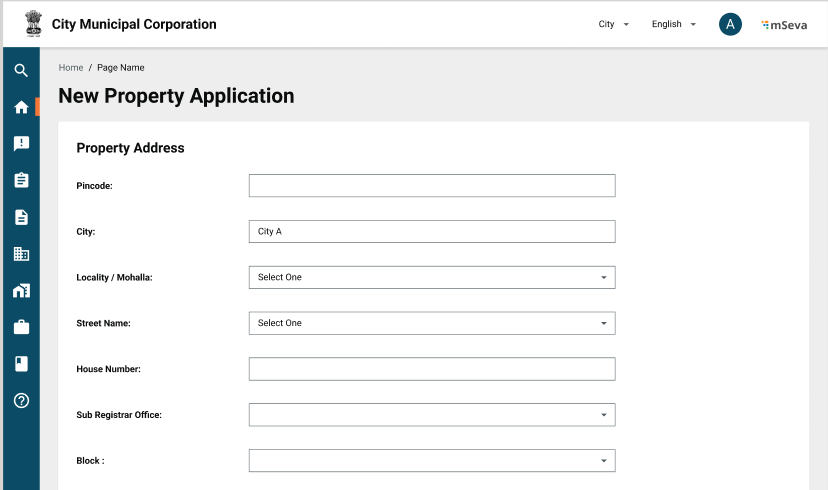 City Municipal Corporation
City
English
A
mSeva
Home / Page Name
New Property Application
Property Address
Pincode:
City: City A
Locality / Mohalla: Select One
Street Name: Select One
House Number:
Sub Registrar Office:
Block :